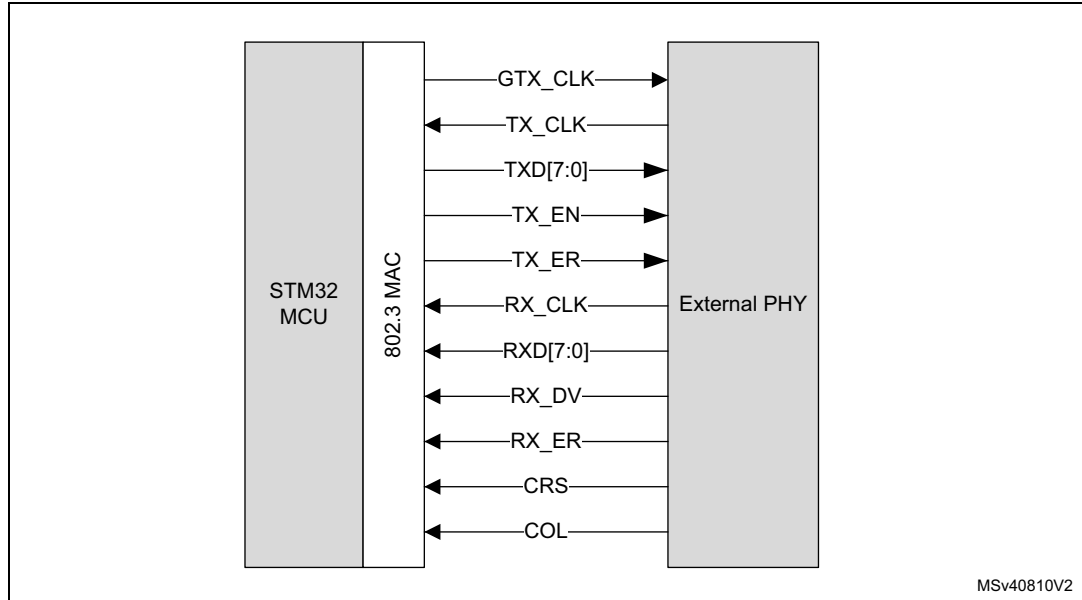 GTX_CLK
TX_CLK
TXD[7:0]
TX_EN
TX_ER
RX_CLK
RXD[7:0]
RX_DV
RX_ER
CRS
COL
STM32
MCU
802.3 MAC
External PHY
MSv40810V2